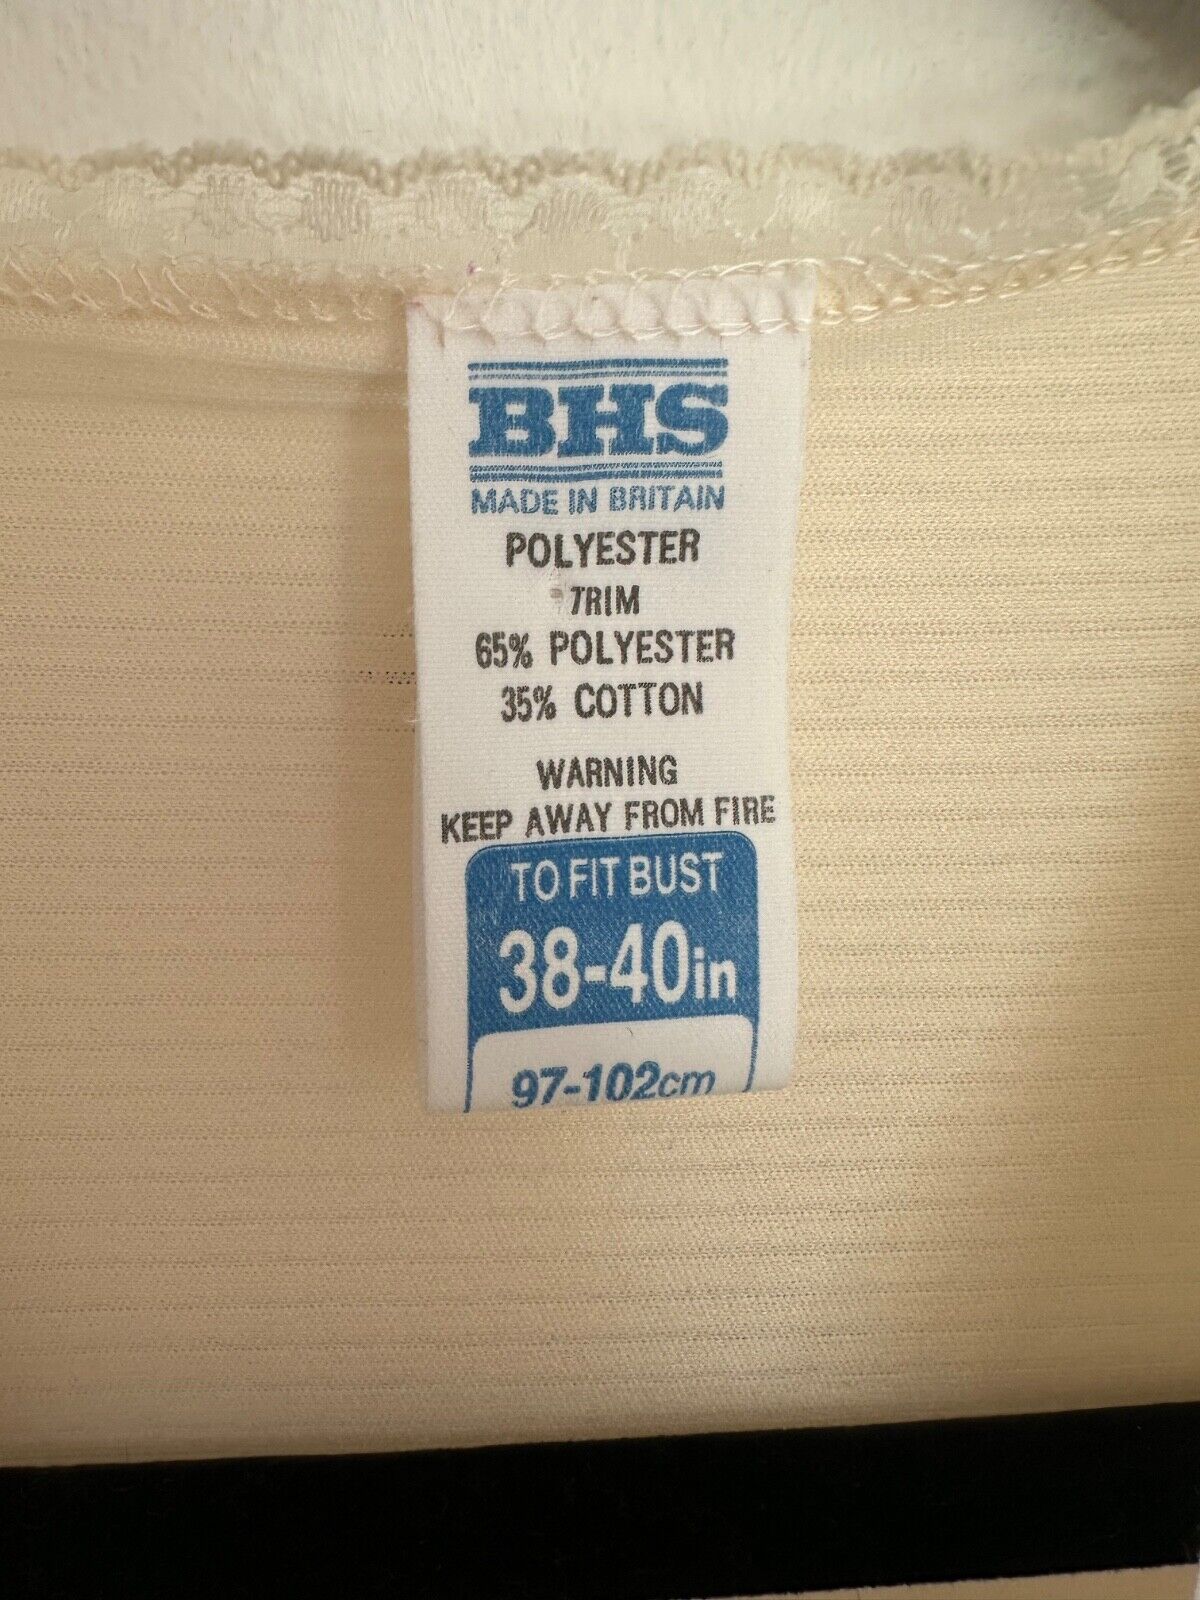 BHS
MADE IN BRITAIN
POLYESTER
TRIM
65% POLYESTER
35% COTTON
WARNING
KEEP AWAY FROM FIRE
TO FIT BUST
38-40in
97-102cm